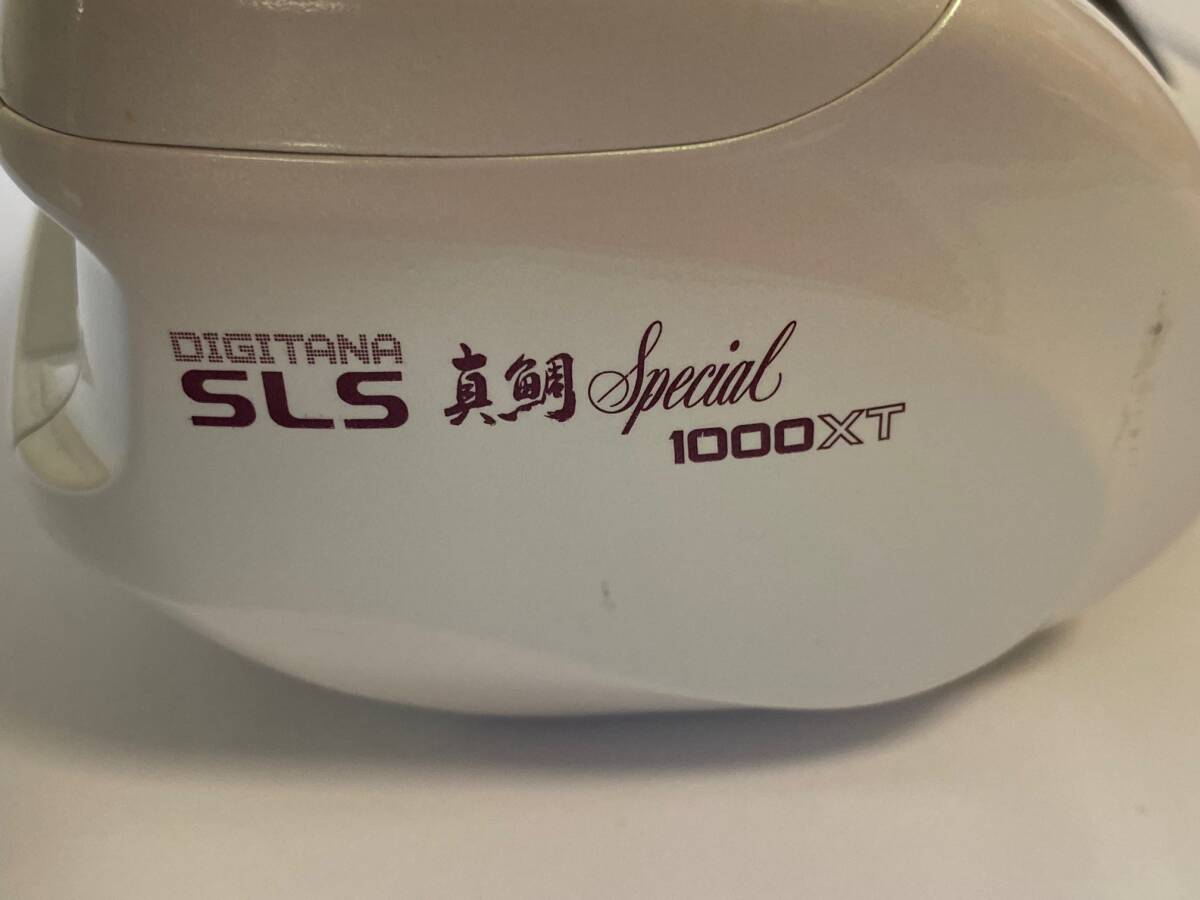 DIGITANA
SLS 真鯛 Special
1000XT